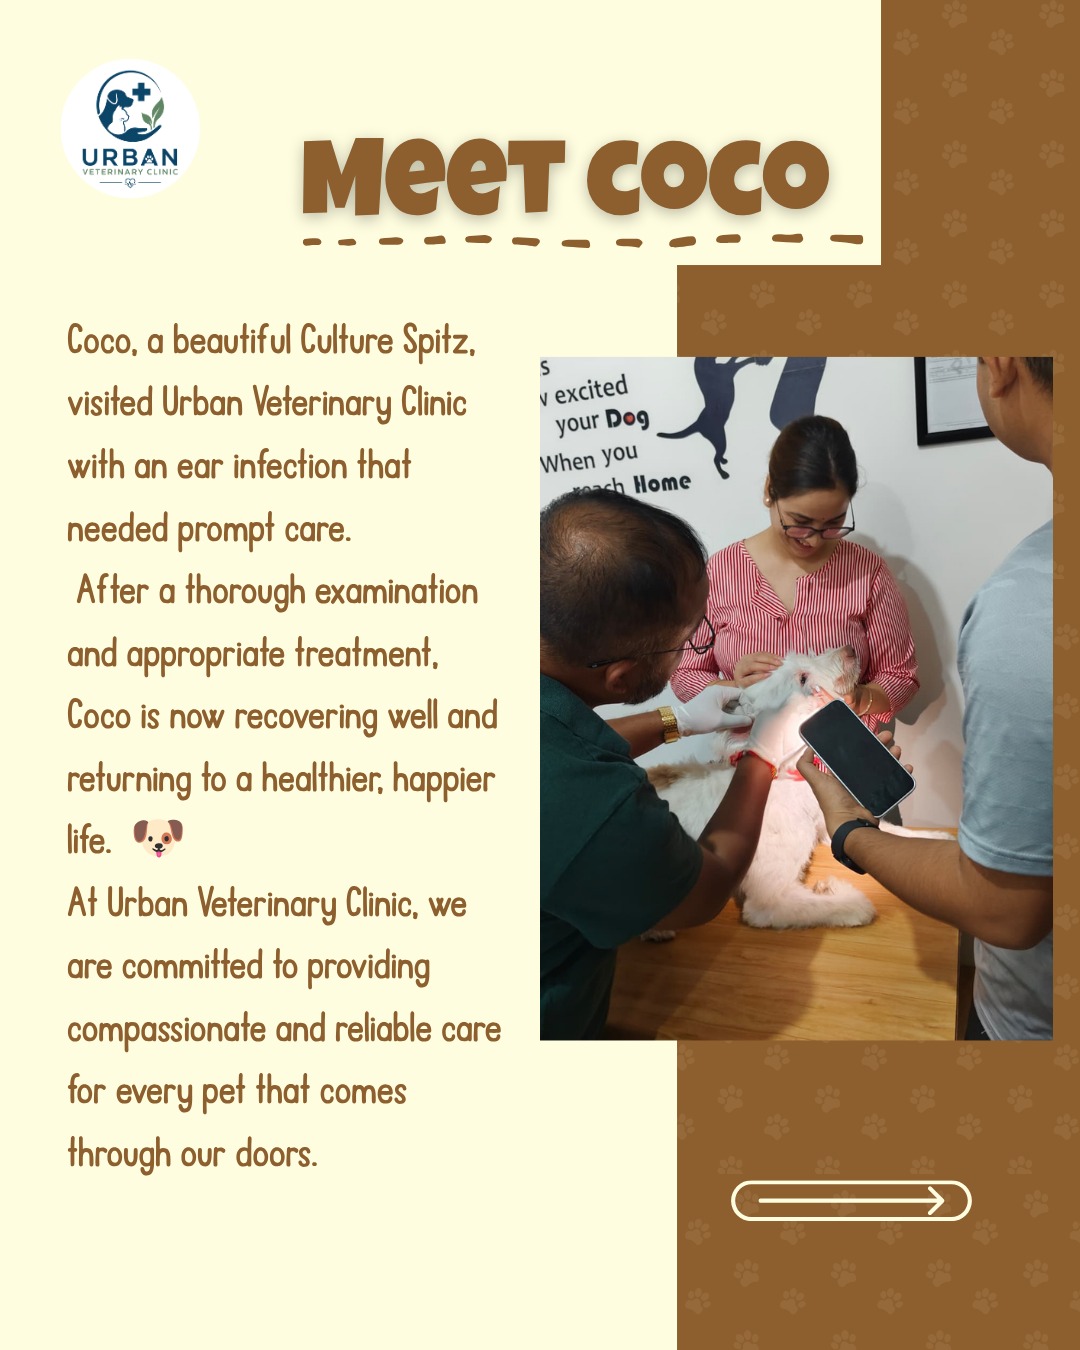 URBAN
VETERINARY CLINIC
MEET COCO
Coco, a beautiful Culture Spitz,
visited Urban Veterinary Clinic
with an ear infection that
needed prompt care.
After a thorough examination
and appropriate treatment,
Coco is now recovering well and
returning to a healthier, happier
life. 🐶
At Urban Veterinary Clinic, we
are committed to providing
compassionate and reliable care
for every pet that comes
through our doors.
excited
your Dog
When you
reach Home